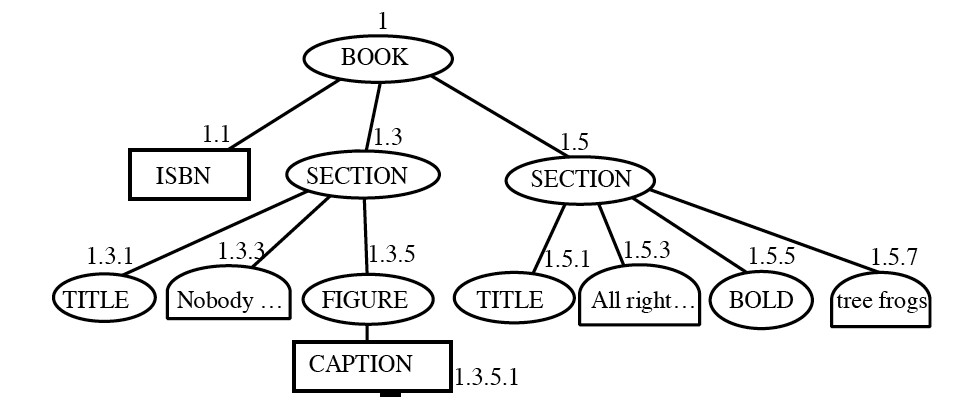 1
BOOK
1.1
1.3
1.5
ISBN
SECTION
SECTION
1.3.1
1.3.3
1.3.5
1.5.1
1.5.3
1.5.5
1.5.7
TITLE
Nobody …
FIGURE
TITLE
All right…
BOLD
tree frogs
CAPTION
1.3.5.1